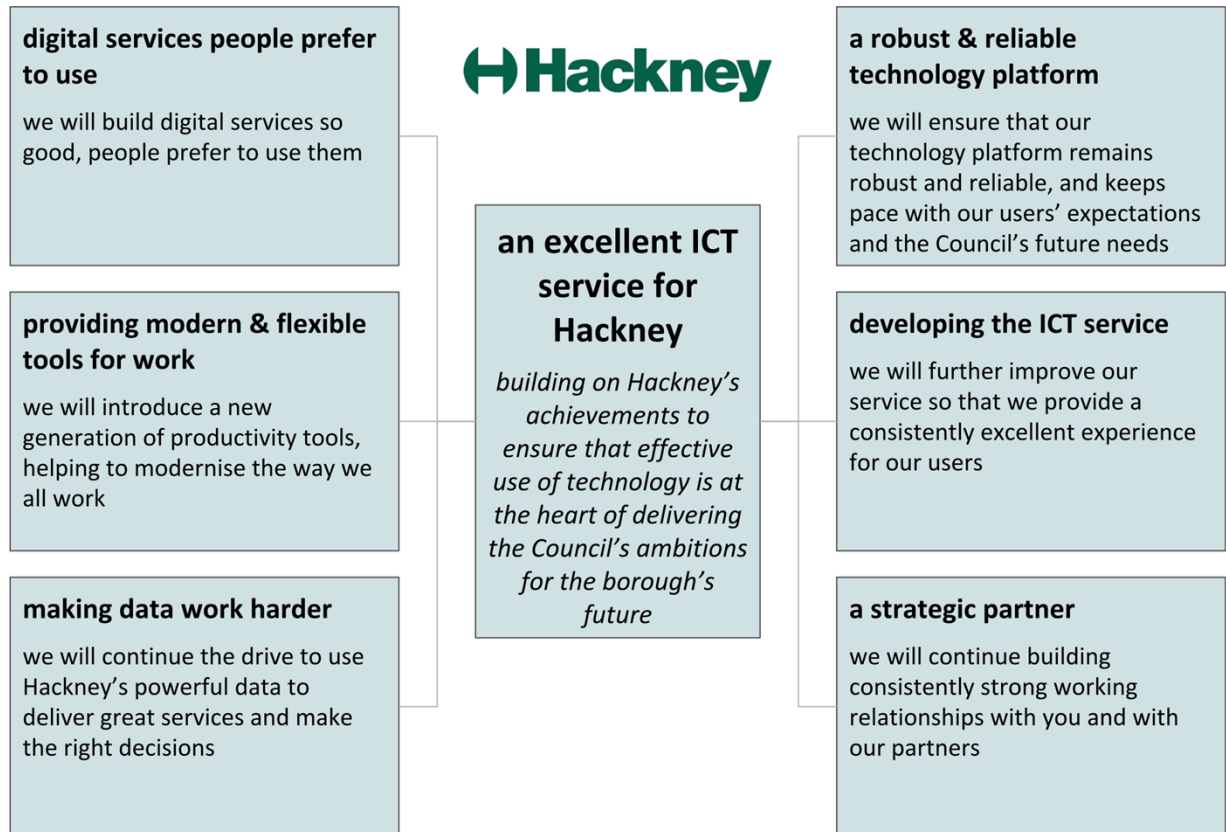 digital services people prefer
to use
we will build digital services so
good, people prefer to use them
providing modern & flexible
tools for work
we will introduce a new
generation of productivity tools,
helping to modernise the way we
all work
making data work harder
we will continue the drive to use
Hackney’s powerful data to
deliver great services and make
the right decisions
Hackney
an excellent ICT
service for
Hackney
building on Hackney’s
achievements to
ensure that effective
use of technology is at
the heart of delivering
the Council’s ambitions
for the borough’s
future
a robust & reliable
technology platform
we will ensure that our
technology platform remains
robust and reliable, and keeps
pace with our users’ expectations
and the Council’s future needs
developing the ICT service
we will further improve our
service so that we provide a
consistently excellent experience
for our users
a strategic partner
we will continue building
consistently strong working
relationships with you and with
our partners